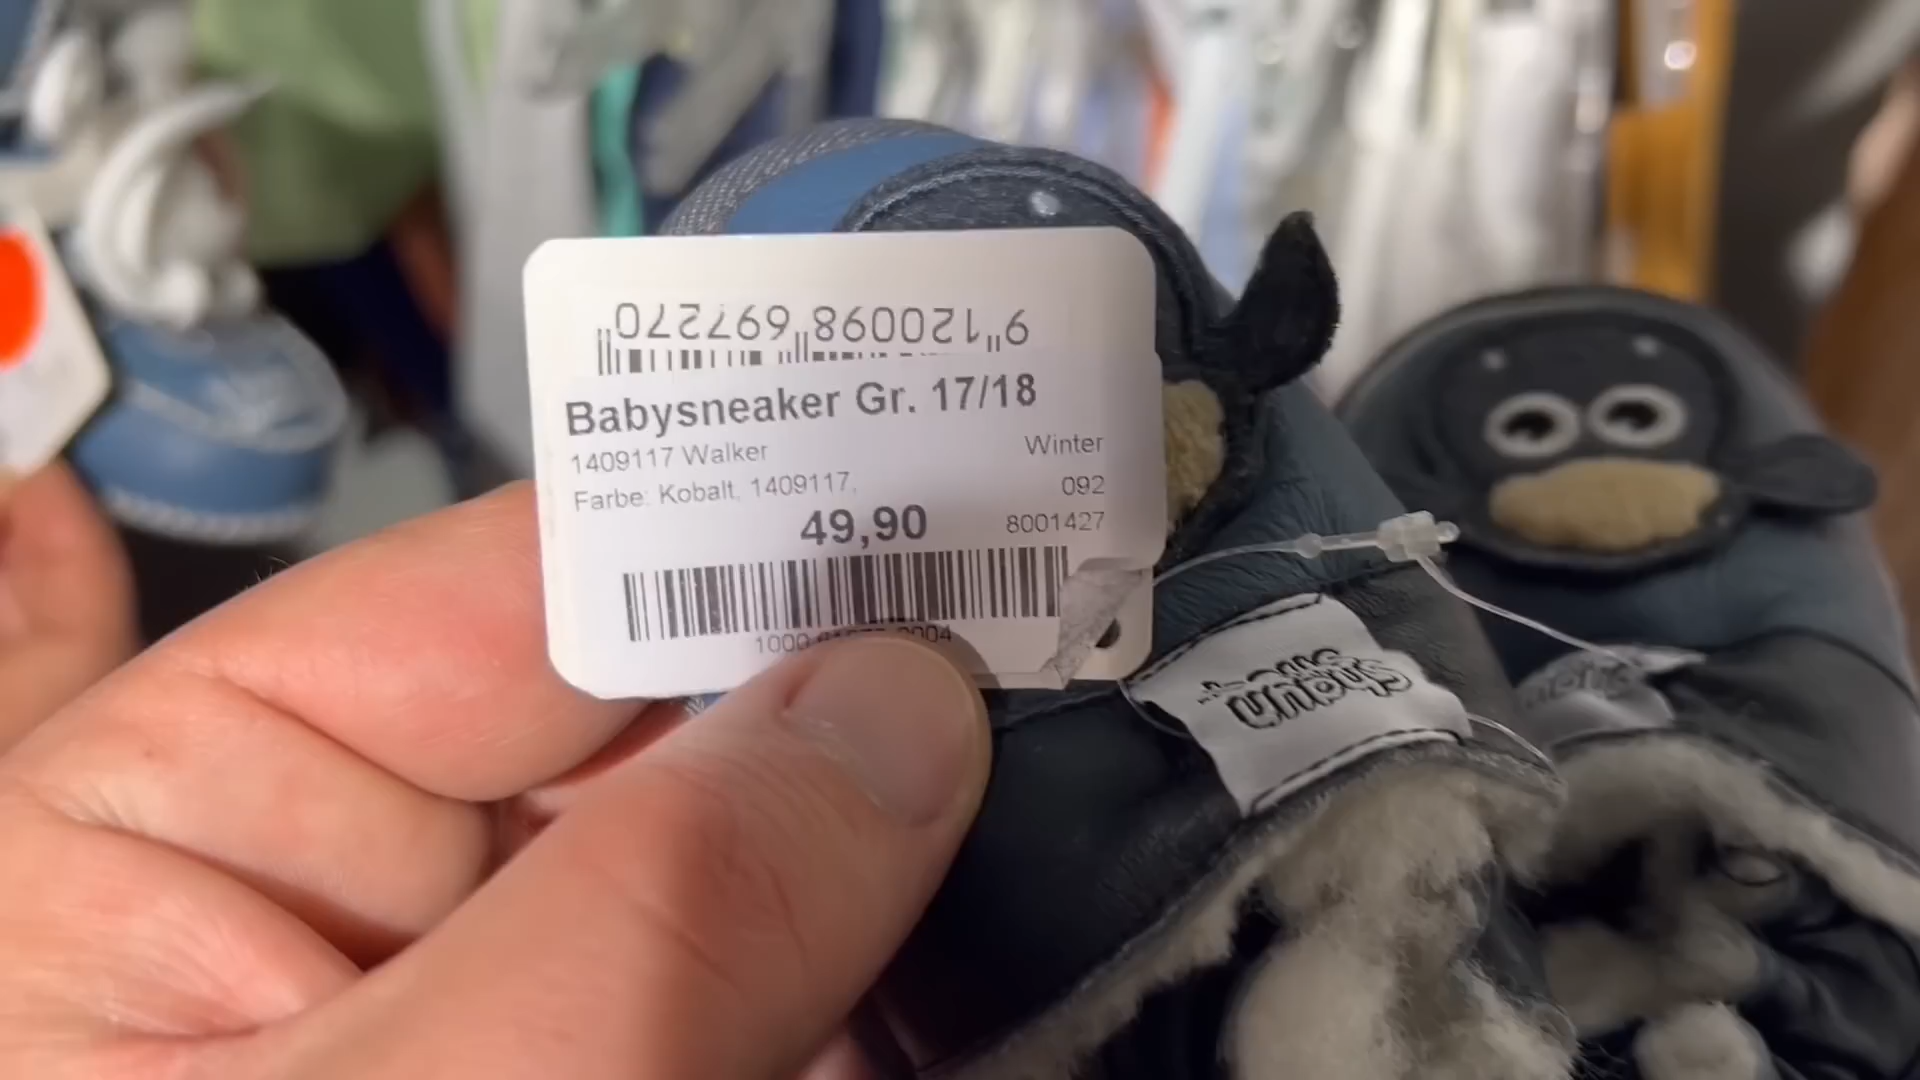 9"120098"697270"
Babysneaker Gr. 17/18
1409117 Walker Winter
Farbe: Kobalt, 1409117, 092
49,90 8001427